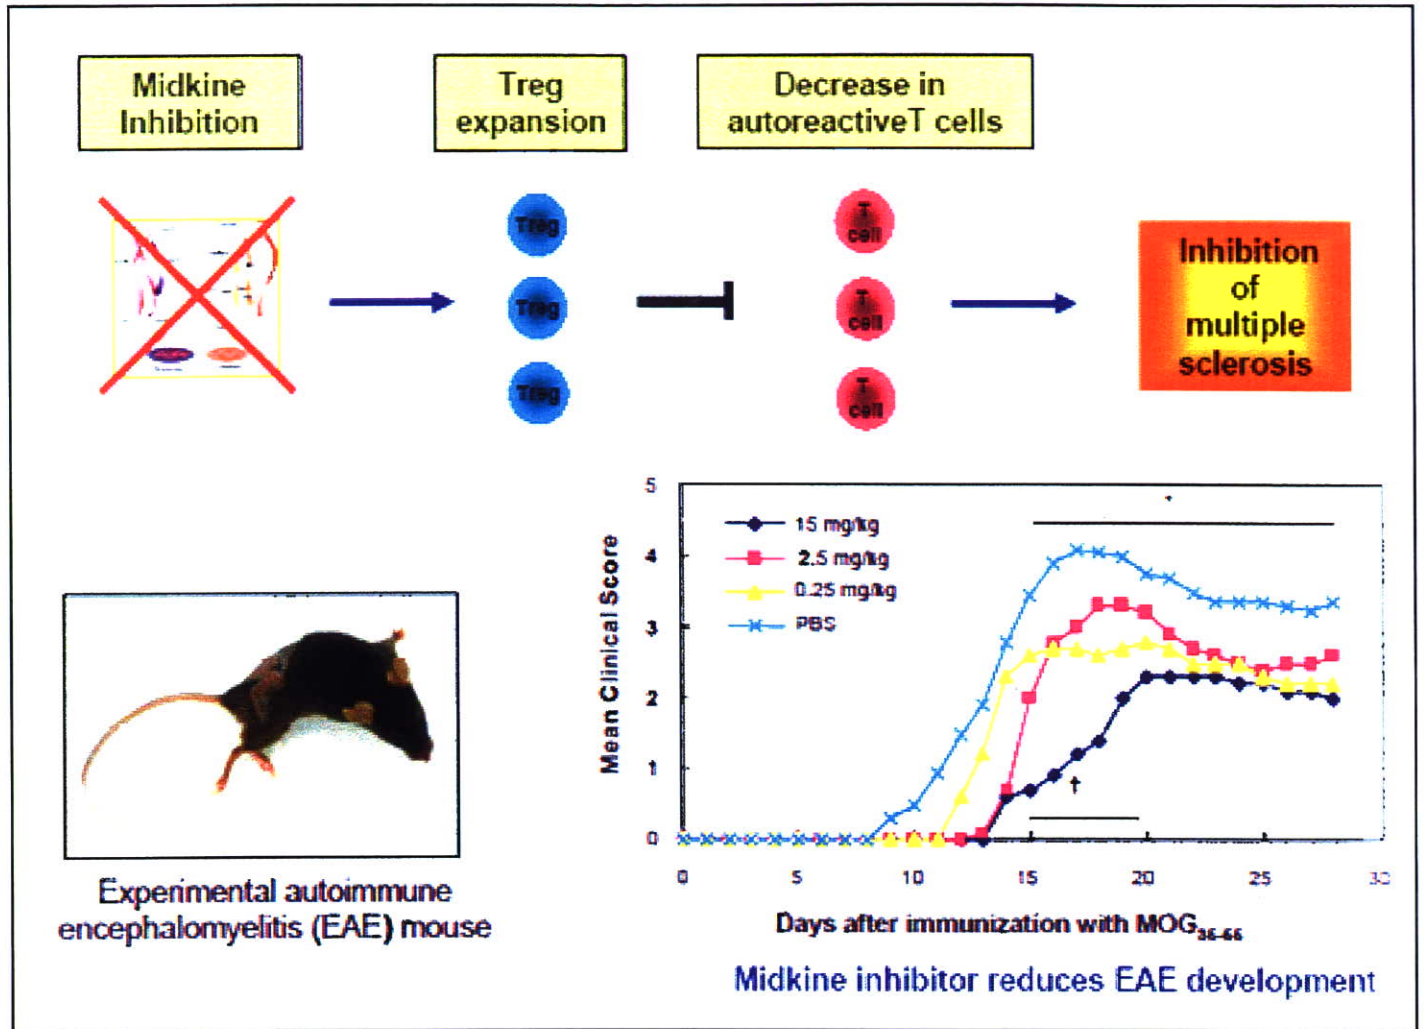 Midkine
Inhibition
Treg
expansion
Decrease in
autoreactiveT cells
Treg
Treg
Treg
T
cell
T
cell
T
cell
Inhibition
of
multiple
sclerosis
Experimental autoimmune
encephalomyelitis (EAE) mouse
Mean Clinical Score
5
4
3
2
1
0
15 mg/kg
2.5 mg/kg
0.25 mg/kg
PBS
†
0 5 10 15 20 25 30
Days after immunization with MOG
Midkine inhibitor reduces EAE development